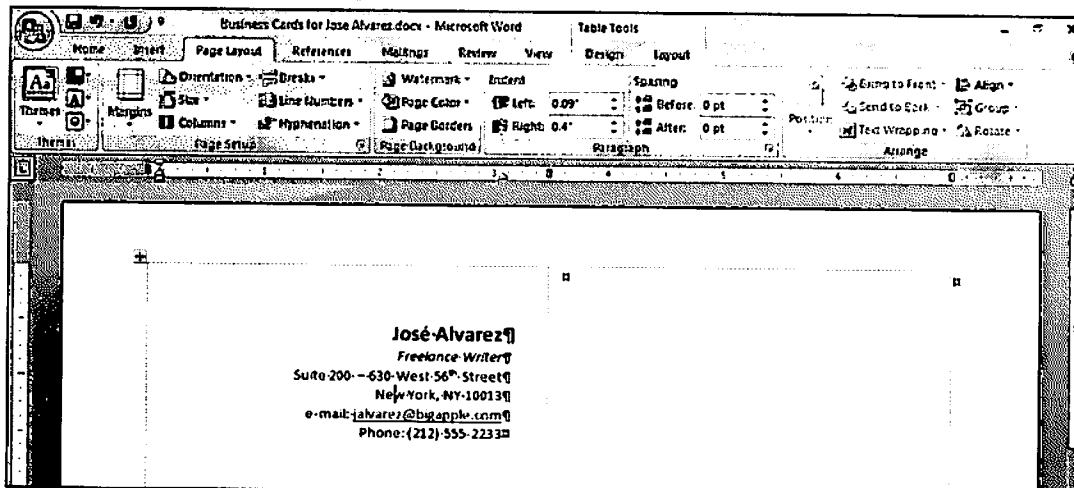 Business Cards for Jose Alvarez.docx - Microsoft Word Table Tools
Home Insert Page Layout References Mailings Review View Design Layout
Themes Margins Orientation Breaks Watermark Indent Spacing Bring to Front Align
Size Line Numbers Page Color Left: 0.09" Before: 0 pt Position Send to Back Group
Columns Hyphenation Page Borders Right: 0.4" After: 0 pt Text Wrapping Rotate
Themes Page Setup Page Background Paragraph Arrange
José·Alvarez¶
Freelance·Writer¶
Suite·200·–·630·West·56th·Street¶
New·York,·NY·10013¶
e-mail:·jalvarez@bigapple.com¶
Phone:·(212)·555-2233¤